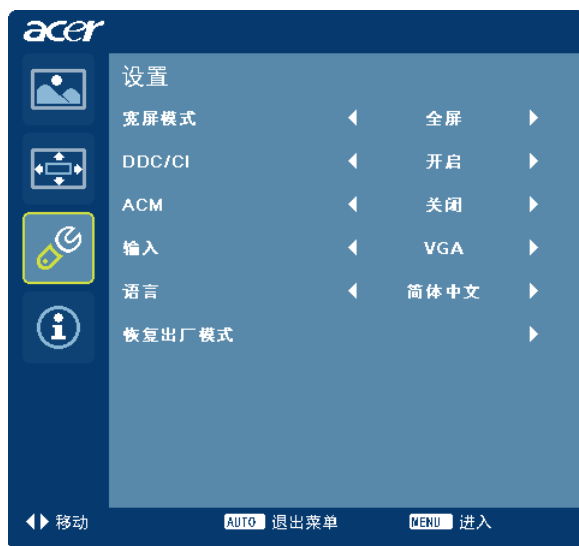 acer
设置
宽屏模式 全屏
DDC/CI 开启
ACM 关闭
输入 VGA
语言 简体中文
恢复出厂模式
移动 AUTO 退出菜单 MENU 进入